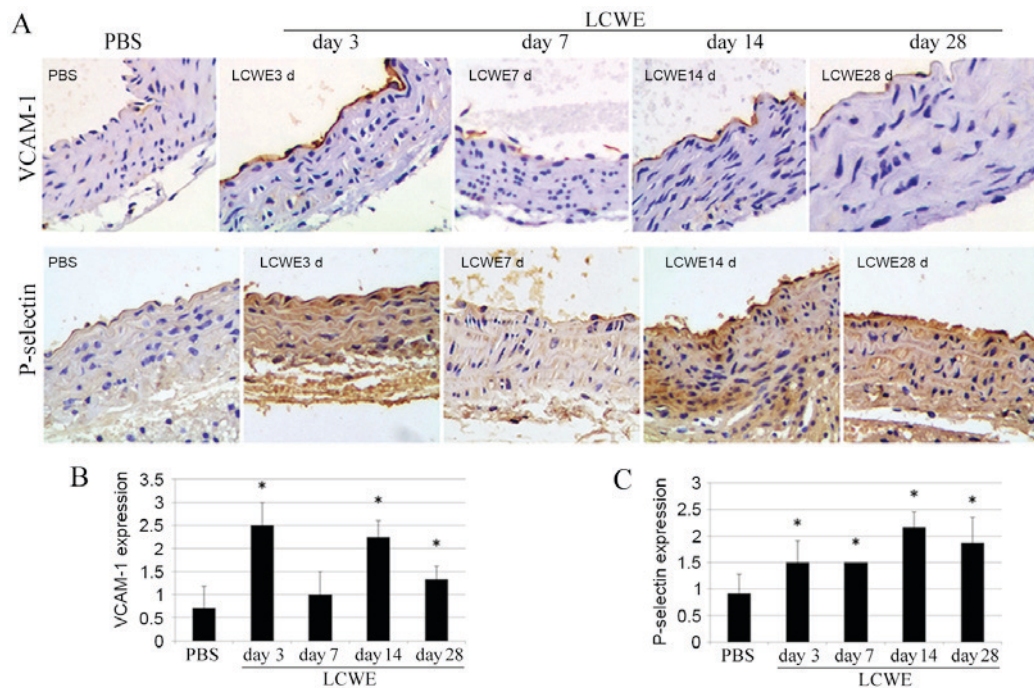 A
LCWE
PBS day 3 day 7 day 14 day 28
VCAM-1
PBS LCWE3 d LCWE7 d LCWE14 d LCWE28 d
P-selectin
PBS LCWE3 d LCWE7 d LCWE14 d LCWE28 d
B
VCAM-1 expression
3.5
3
2.5
2
1.5
1
0.5
0
* * *
PBS day 3 day 7 day 14 day 28
LCWE
C
P-selectin expression
3
2.5
2
1.5
1
0.5
0
* * * *
PBS day 3 day 7 day 14 day 28
LCWE